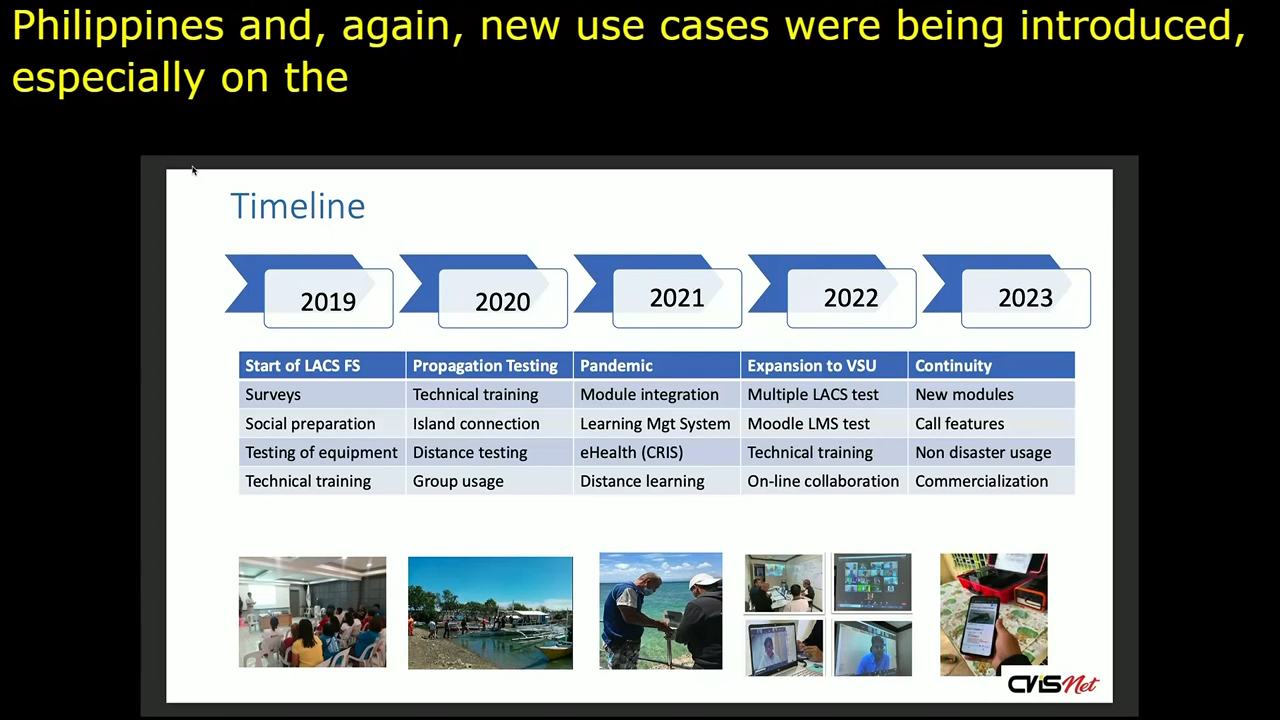 Philippines and, again, new use cases were being introduced,
especially on the
Timeline
2019 2020 2021 2022 2023
Start of LACS FS Propagation Testing Pandemic Expansion to VSU Continuity
Surveys Technical training Module integration Multiple LACS test New modules
Social preparation Island connection Learning Mgt System Moodle LMS test Call features
Testing of equipment Distance testing eHealth (CRIS) Technical training Non disaster usage
Technical training Group usage Distance learning On-line collaboration Commercialization
CVISNet